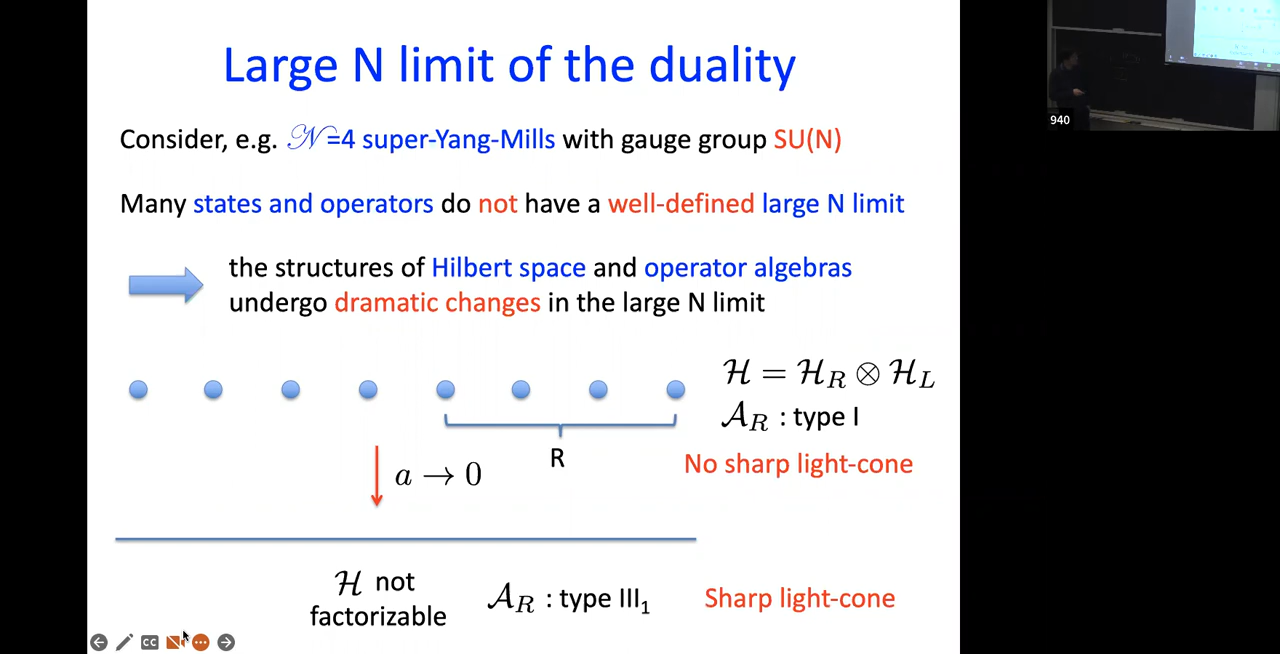 Large N limit of the duality
Consider, e.g. 𝒩=4 super-Yang-Mills with gauge group SU(N)
Many states and operators do not have a well-defined large N limit
the structures of Hilbert space and operator algebras
undergo dramatic changes in the large N limit
ℋ = ℋ_R ⊗ ℋ_L
𝒜_R : type I
R
No sharp light-cone
a → 0
ℋ not
factorizable
𝒜_R : type III₁
Sharp light-cone
CC
940